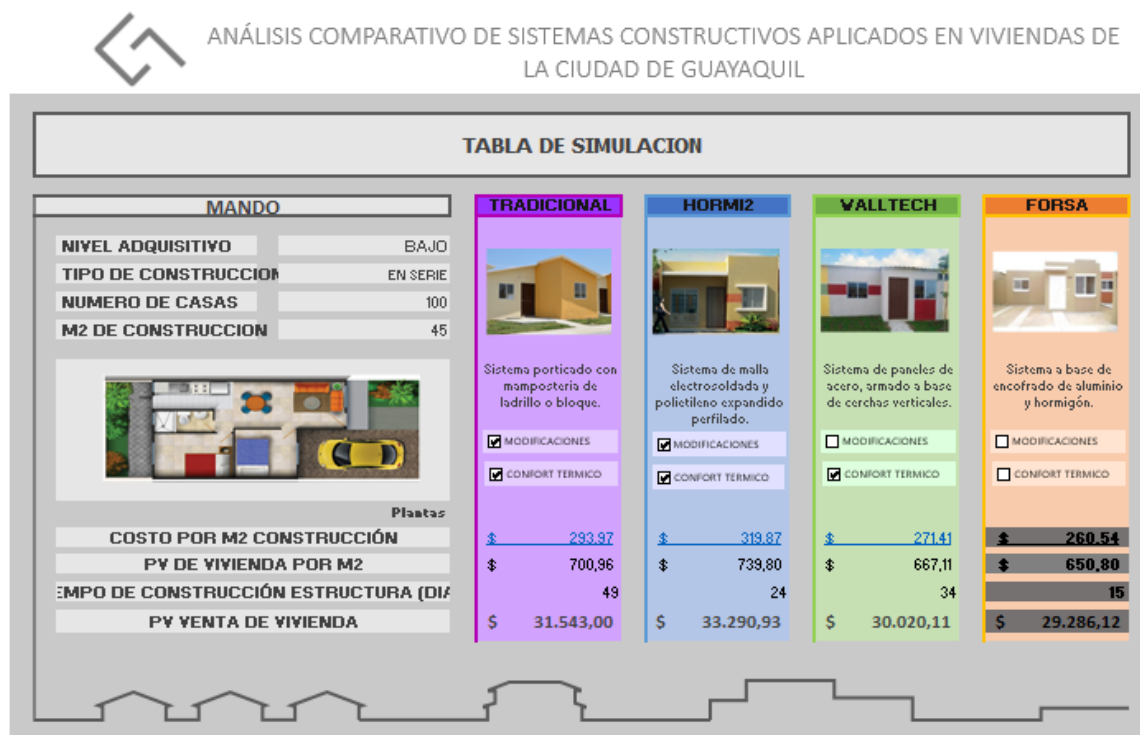 ANÁLISIS COMPARATIVO DE SISTEMAS CONSTRUCTIVOS APLICADOS EN VIVIENDAS DE
LA CIUDAD DE GUAYAQUIL
TABLA DE SIMULACION
MANDO
NIVEL ADQUISITIVO BAJO
TIPO DE CONSTRUCCION EN SERIE
NUMERO DE CASAS 100
M2 DE CONSTRUCCION 45
Plantas
TRADICIONAL
Sistema porticado con
mamposteria de
ladrillo o bloque.
MODIFICACIONES
CONFORT TERMICO
HORMI2
Sistema de malla
electrosoldada y
polietileno expandido
perfilado.
MODIFICACIONES
CONFORT TERMICO
WALLTECH
Sistema de paneles de
acero, armado a base
de cerchas verticales.
MODIFICACIONES
CONFORT TERMICO
FORSA
Sistema a base de
encofrado de aluminio
y hormigón.
MODIFICACIONES
CONFORT TERMICO
COSTO POR M2 CONSTRUCCIÓN $ 293,97 $ 319,87 $ 271,41 $ 260,54
PV DE VIVIENDA POR M2 $ 700,96 $ 739,80 $ 667,11 $ 650,80
EMPO DE CONSTRUCCIÓN ESTRUCTURA (DIA 49 24 34 15
PV VENTA DE VIVIENDA $ 31.543,00 $ 33.290,93 $ 30.020,11 $ 29.286,12